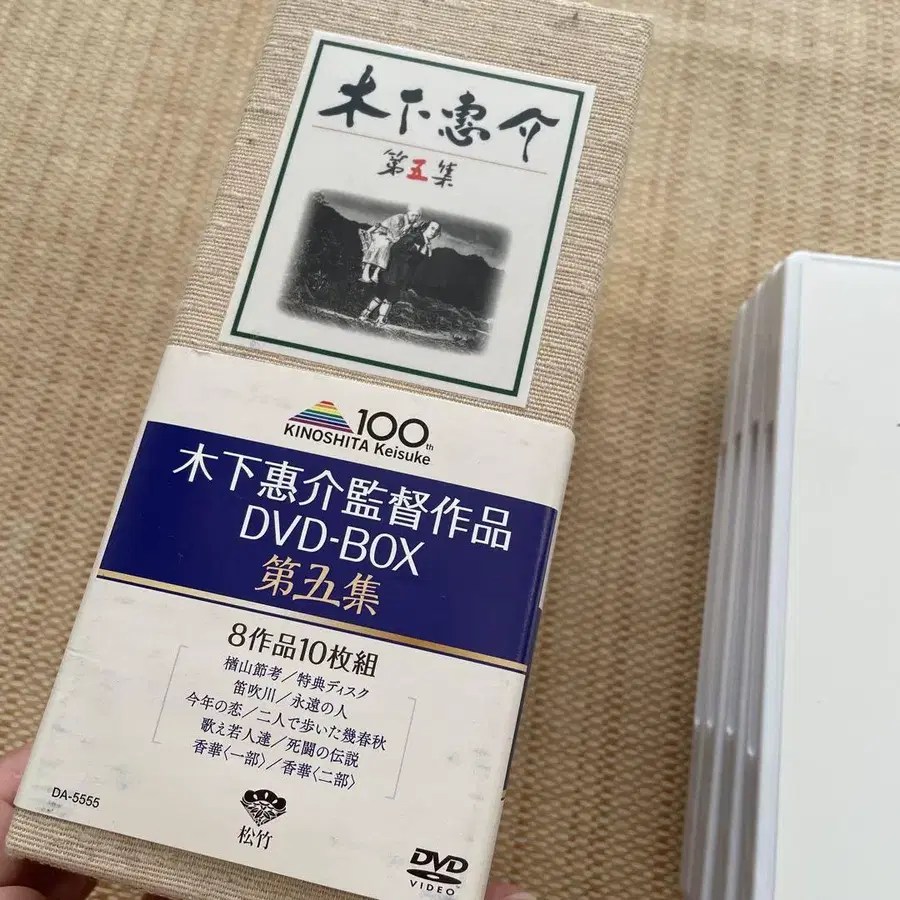 木下惠介
第五集
100th
KINOSHITA Keisuke
木下惠介監督作品
DVD-BOX
第五集
8作品10枚組
楢山節考/特典ディスク
笛吹川/永遠の人
今年の恋/二人で歩いた幾春秋
歌え若人達/死闘の伝説
香華〈一部〉/香華〈二部〉
DA-5555
松竹
DVD
VIDEO